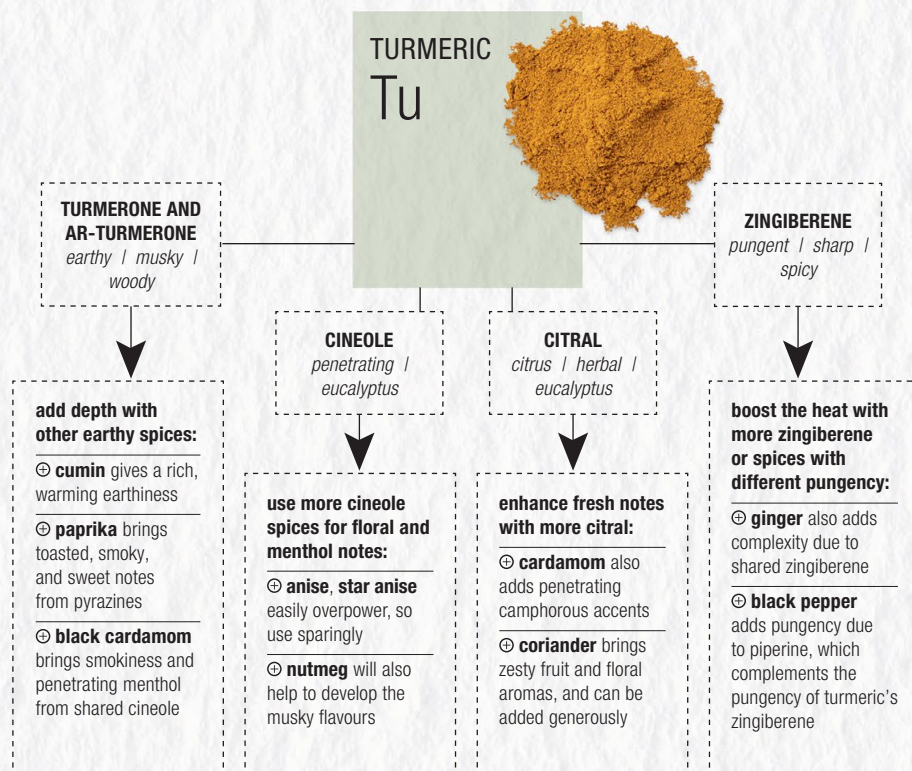 TURMERIC
Tu
TURMERONE AND
AR-TURMERONE
earthy | musky |
woody
CINEOLE
penetrating |
eucalyptus
CITRAL
citrus | herbal |
eucalyptus
ZINGIBERENE
pungent | sharp |
spicy
add depth with
other earthy spices:
⊕ cumin gives a rich,
warming earthiness
⊕ paprika brings
toasted, smoky,
and sweet notes
from pyrazines
⊕ black cardamom
brings smokiness and
penetrating menthol
from shared cineole
use more cineole
spices for floral and
menthol notes:
⊕ anise, star anise
easily overpower, so
use sparingly
⊕ nutmeg will also
help to develop the
musky flavours
enhance fresh notes
with more citral:
⊕ cardamom also
adds penetrating
camphorous accents
⊕ coriander brings
zesty fruit and floral
aromas, and can be
added generously
boost the heat with
more zingiberene
or spices with
different pungency:
⊕ ginger also adds
complexity due to
shared zingiberene
⊕ black pepper
adds pungency due
to piperine, which
complements the
pungency of turmeric's
zingiberene